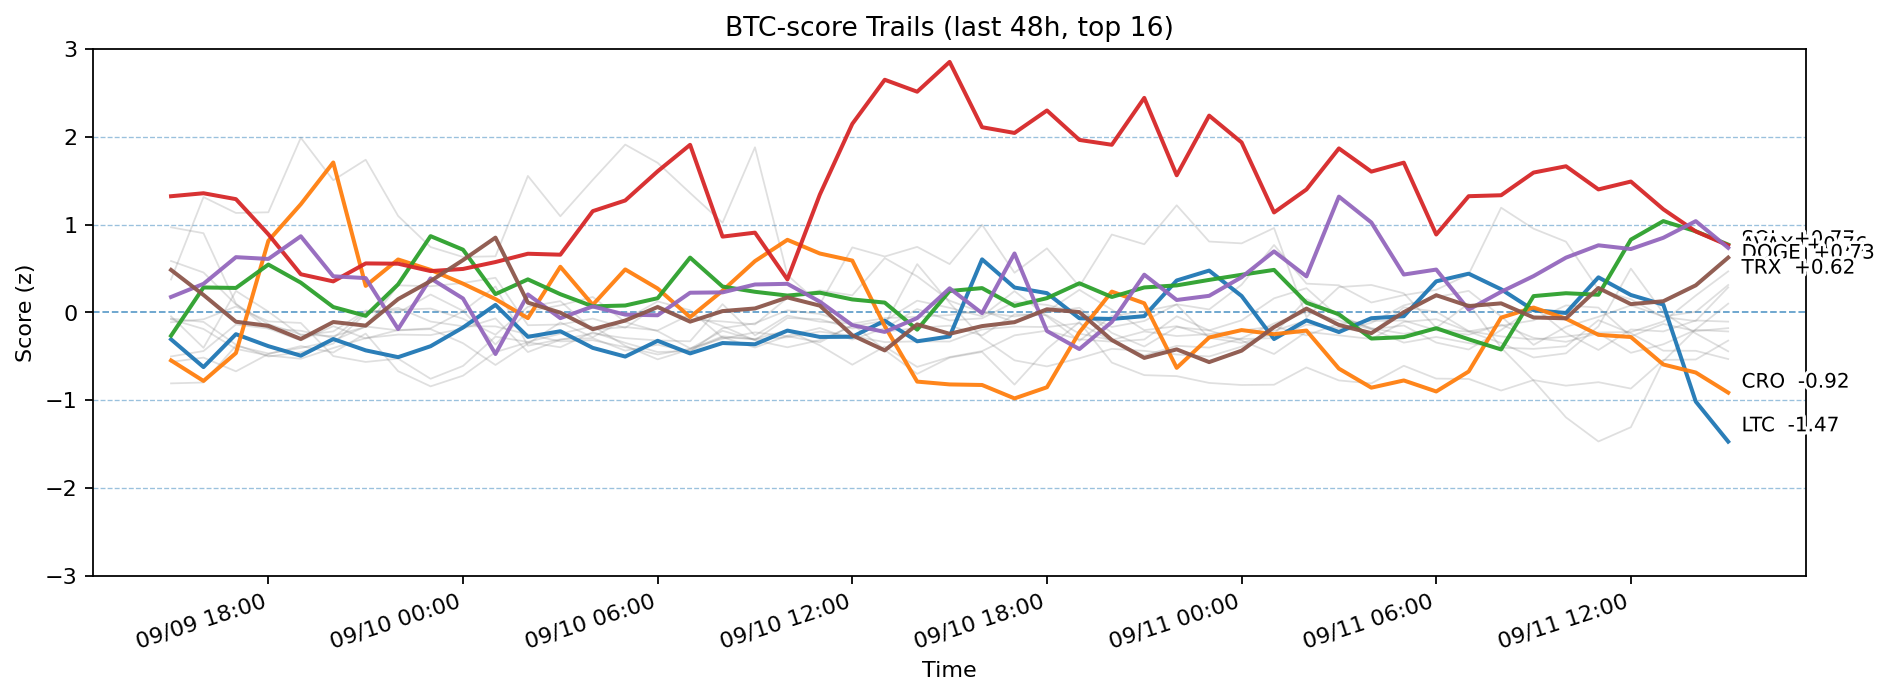 BTC-score Trails (last 48h, top 16)
3
2
1
0
−1
−2
−3
Score (z)
DOGE +0.73
TRX +0.62
CRO -0.92
LTC -1.47
09/09 18:00
09/10 00:00
09/10 06:00
09/10 12:00
09/10 18:00
09/11 00:00
09/11 06:00
09/11 12:00
Time